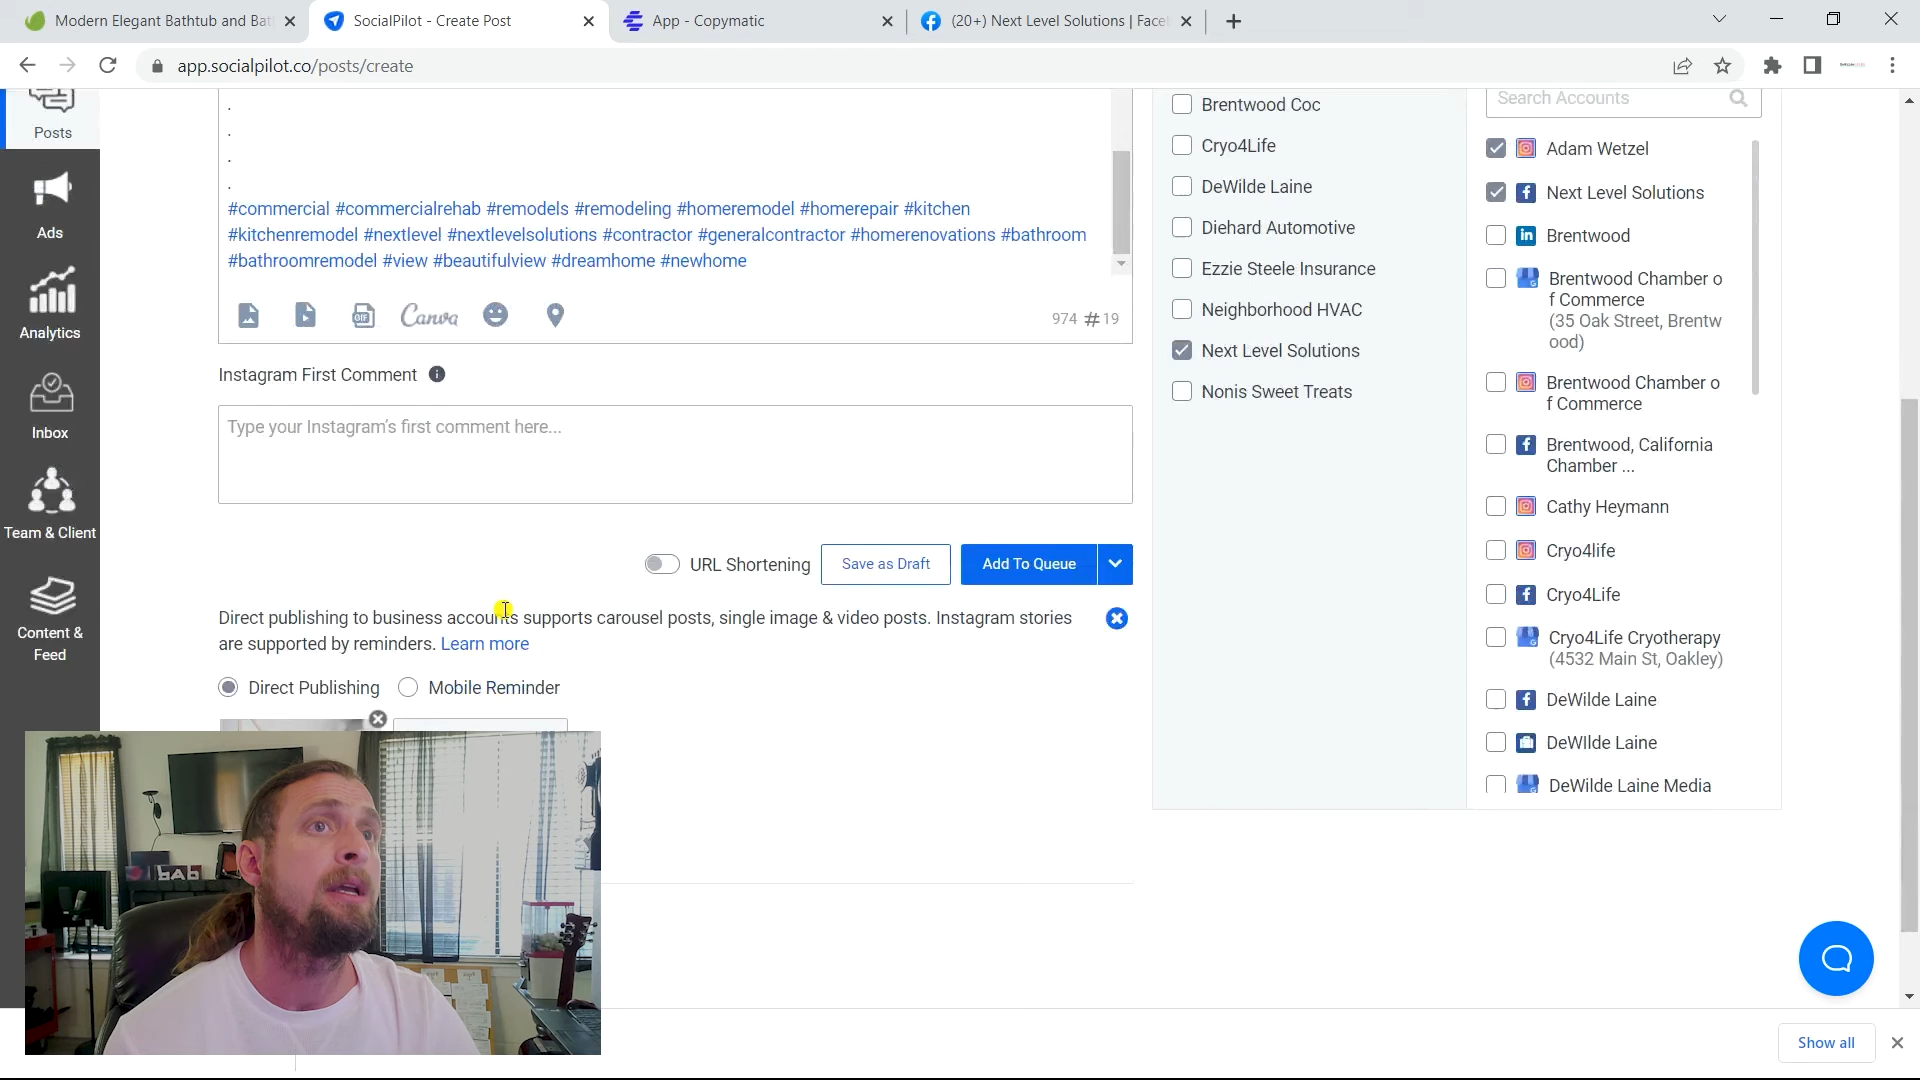 Modern Elegant Bathtub and Bat
SocialPilot - Create Post
App - Copymatic
(20+) Next Level Solutions | Face
app.socialpilot.co/posts/create
Posts
Ads
Analytics
Inbox
Team & Client
Content &
Feed
.
.
.
.
#commercial #commercialrehab #remodels #remodeling #homeremodel #homerepair #kitchen
#kitchenremodel #nextlevel #nextlevelsolutions #contractor #generalcontractor #homerenovations #bathroom
#bathroomremodel #view #beautifulview #dreamhome #newhome
GIF
Canva
974 # 19
Instagram First Comment
Type your Instagram's first comment here...
URL Shortening
Save as Draft
Add To Queue
Direct publishing to business accounts supports carousel posts, single image & video posts. Instagram stories
are supported by reminders. Learn more
Direct Publishing
Mobile Reminder
Brentwood Coc
Cryo4Life
DeWilde Laine
Diehard Automotive
Ezzie Steele Insurance
Neighborhood HVAC
Next Level Solutions
Nonis Sweet Treats
Search Accounts
Adam Wetzel
Next Level Solutions
Brentwood
Brentwood Chamber o
f Commerce
(35 Oak Street, Brentw
ood)
Brentwood Chamber o
f Commerce
Brentwood, California
Chamber ...
Cathy Heymann
Cryo4life
Cryo4Life
Cryo4Life Cryotherapy
(4532 Main St, Oakley)
DeWilde Laine
DeWIlde Laine
DeWilde Laine Media
Show all